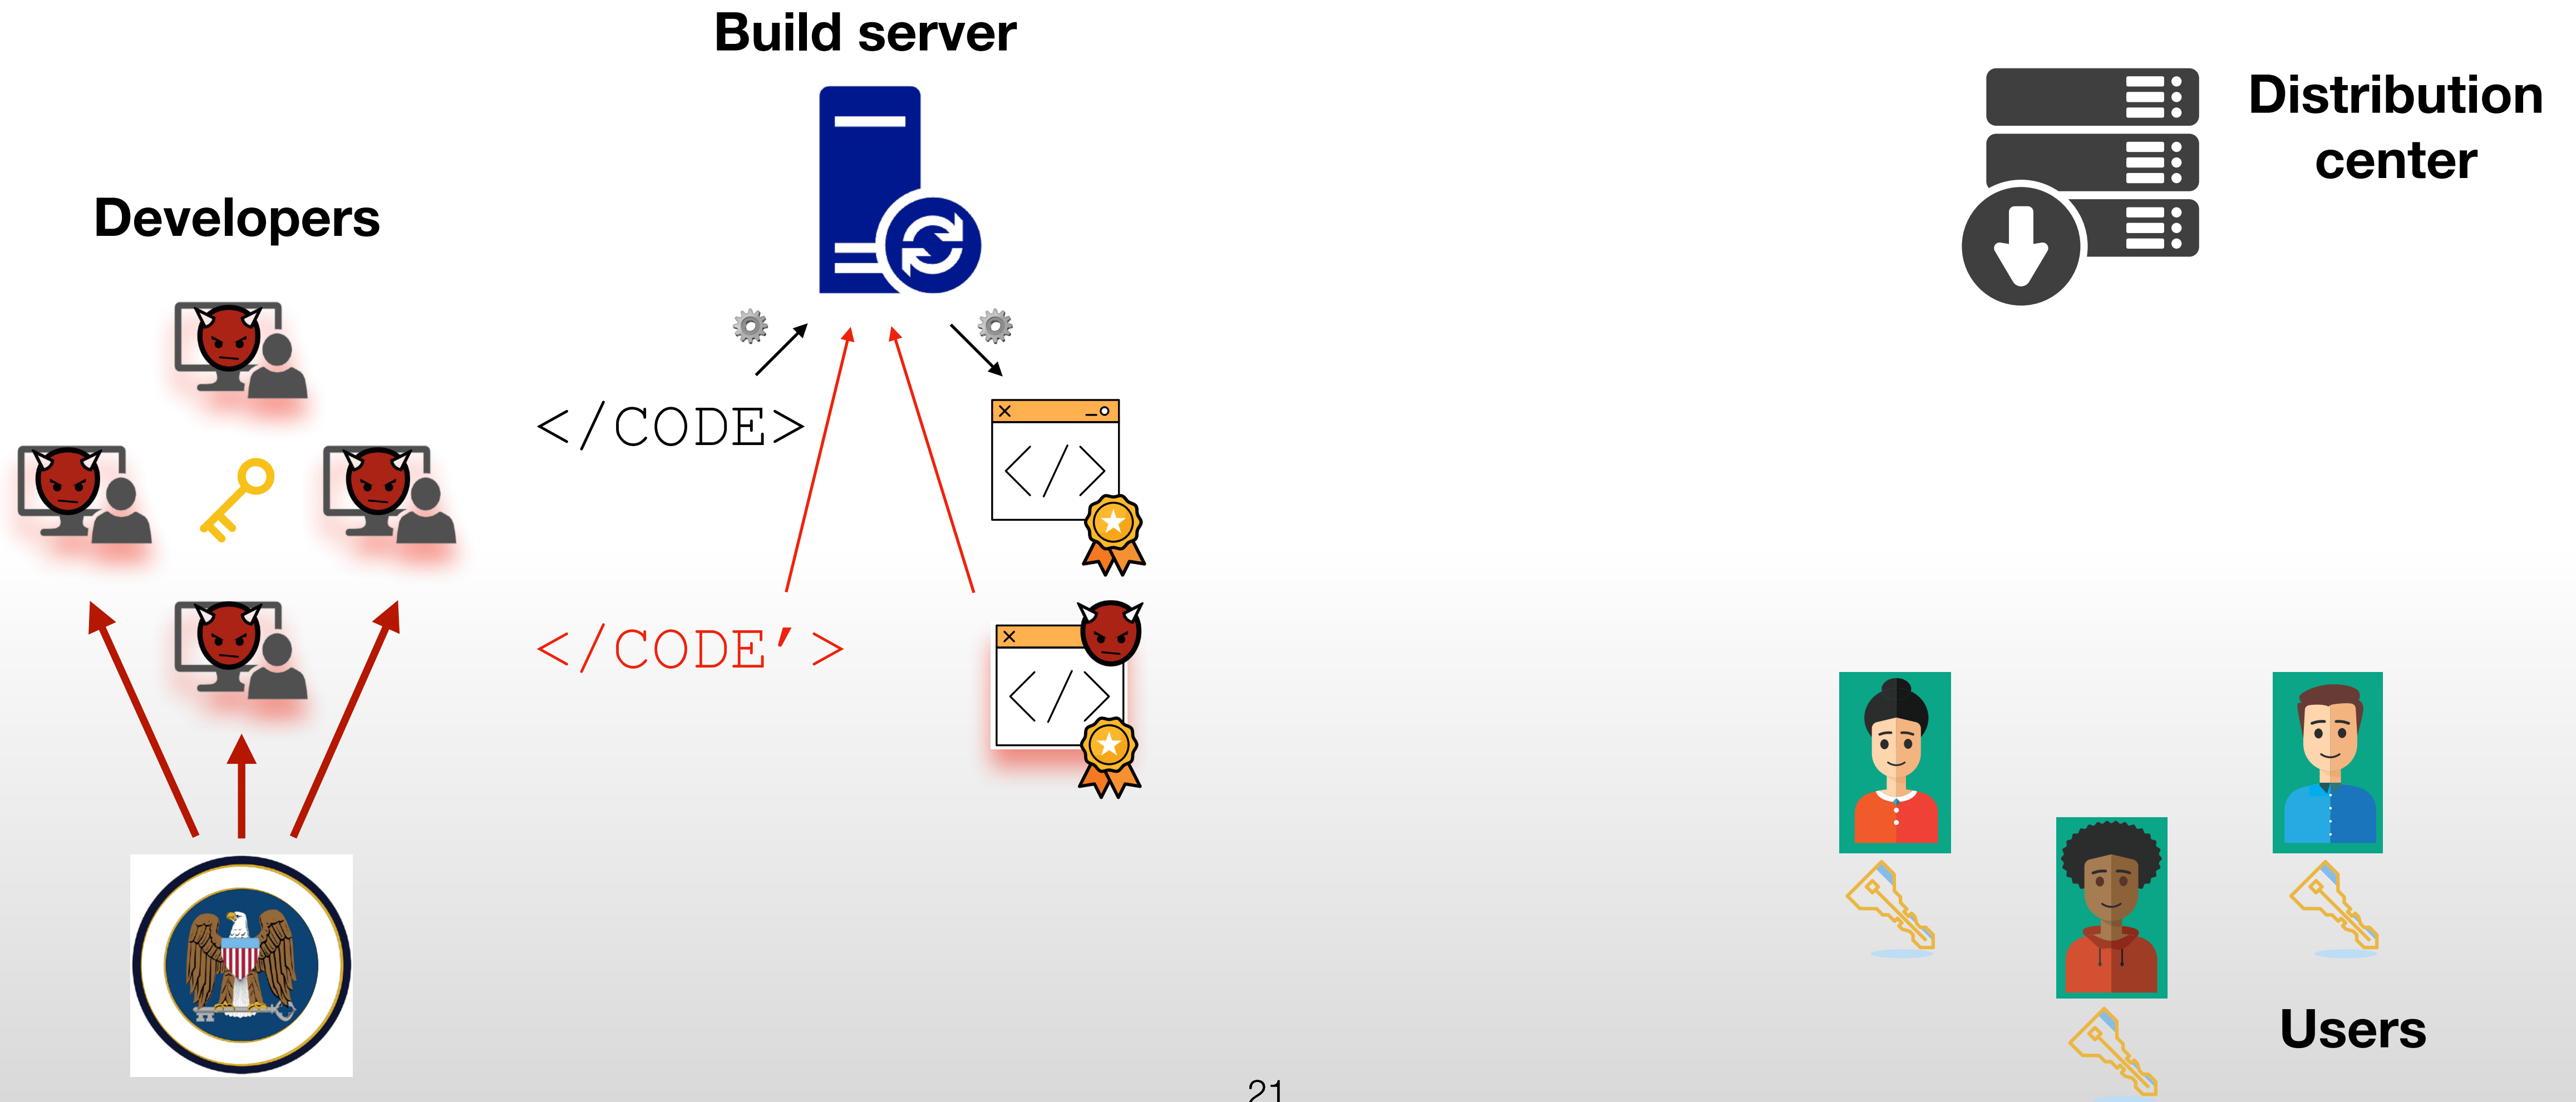 Build server
Distribution
center
Developers
</CODE>
</CODE'>
Users
21